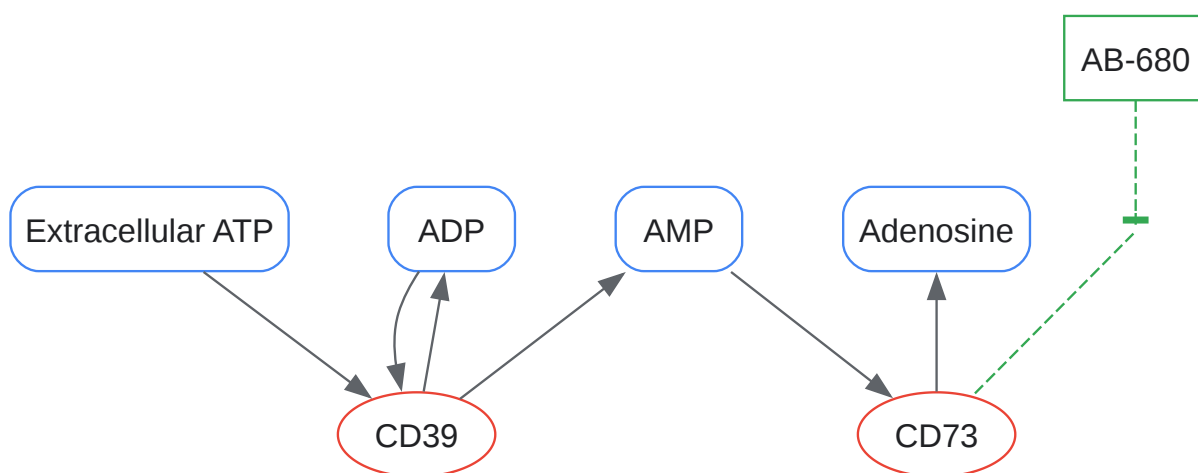 AB-680
Extracellular ATP
ADP
AMP
Adenosine
CD39
CD73